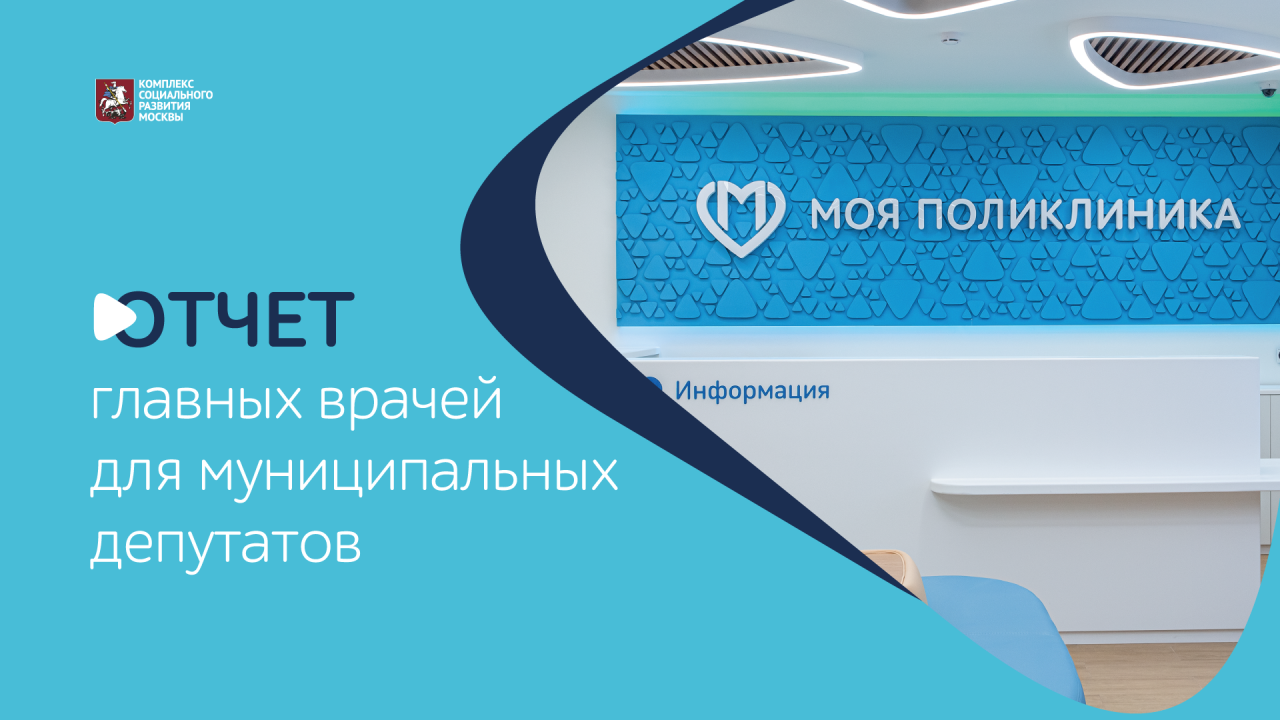 КОМПЛЕКС
СОЦИАЛЬНОГО
РАЗВИТИЯ
МОСКВЫ
ОТЧЕТ
главных врачей
для муниципальных
депутатов
МОЯ ПОЛИКЛИНИКА
Информация